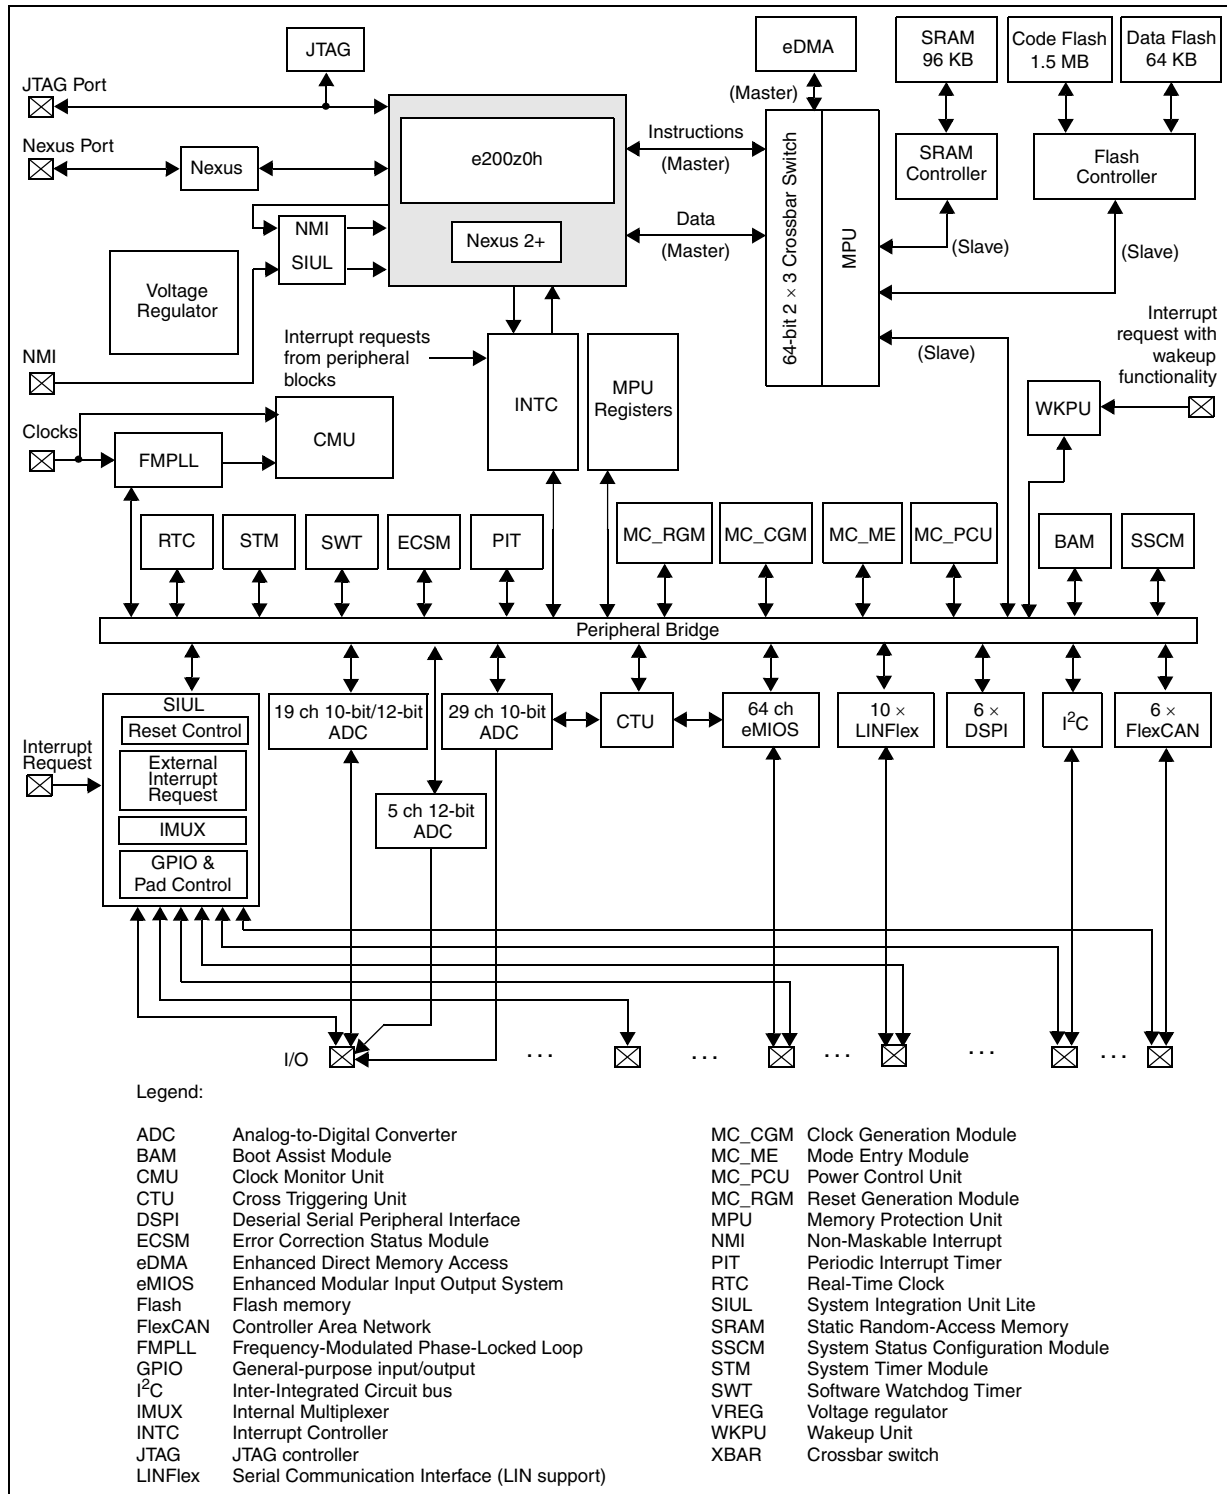 JTAG
eDMA
SRAM
96 KB
Code Flash
1.5 MB
Data Flash
64 KB
JTAG Port
(Master)
Nexus Port
Nexus
e200z0h
Nexus 2+
Instructions
(Master)
Data
(Master)
64-bit 2 × 3 Crossbar Switch
MPU
SRAM
Controller
Flash
Controller
(Slave)
(Slave)
(Slave)
NMI
SIUL
Voltage
Regulator
NMI
Interrupt requests
from peripheral
blocks
INTC
MPU
Registers
Interrupt
request with
wakeup
functionality
WKPU
Clocks
FMPLL
CMU
RTC
STM
SWT
ECSM
PIT
MC_RGM
MC_CGM
MC_ME
MC_PCU
BAM
SSCM
Peripheral Bridge
SIUL
Reset Control
External
Interrupt
Request
IMUX
GPIO &
Pad Control
Interrupt
Request
19 ch 10-bit/12-bit
ADC
29 ch 10-bit
ADC
5 ch 12-bit
ADC
CTU
64 ch
eMIOS
10 ×
LINFlex
6 ×
DSPI
I2C
6 ×
FlexCAN
I/O
. . .
. . .
. . .
. . .
. . .
Legend:
ADC Analog-to-Digital Converter
BAM Boot Assist Module
CMU Clock Monitor Unit
CTU Cross Triggering Unit
DSPI Deserial Serial Peripheral Interface
ECSM Error Correction Status Module
eDMA Enhanced Direct Memory Access
eMIOS Enhanced Modular Input Output System
Flash Flash memory
FlexCAN Controller Area Network
FMPLL Frequency-Modulated Phase-Locked Loop
GPIO General-purpose input/output
I2C Inter-Integrated Circuit bus
IMUX Internal Multiplexer
INTC Interrupt Controller
JTAG JTAG controller
LINFlex Serial Communication Interface (LIN support)
MC_CGM Clock Generation Module
MC_ME Mode Entry Module
MC_PCU Power Control Unit
MC_RGM Reset Generation Module
MPU Memory Protection Unit
NMI Non-Maskable Interrupt
PIT Periodic Interrupt Timer
RTC Real-Time Clock
SIUL System Integration Unit Lite
SRAM Static Random-Access Memory
SSCM System Status Configuration Module
STM System Timer Module
SWT Software Watchdog Timer
VREG Voltage regulator
WKPU Wakeup Unit
XBAR Crossbar switch